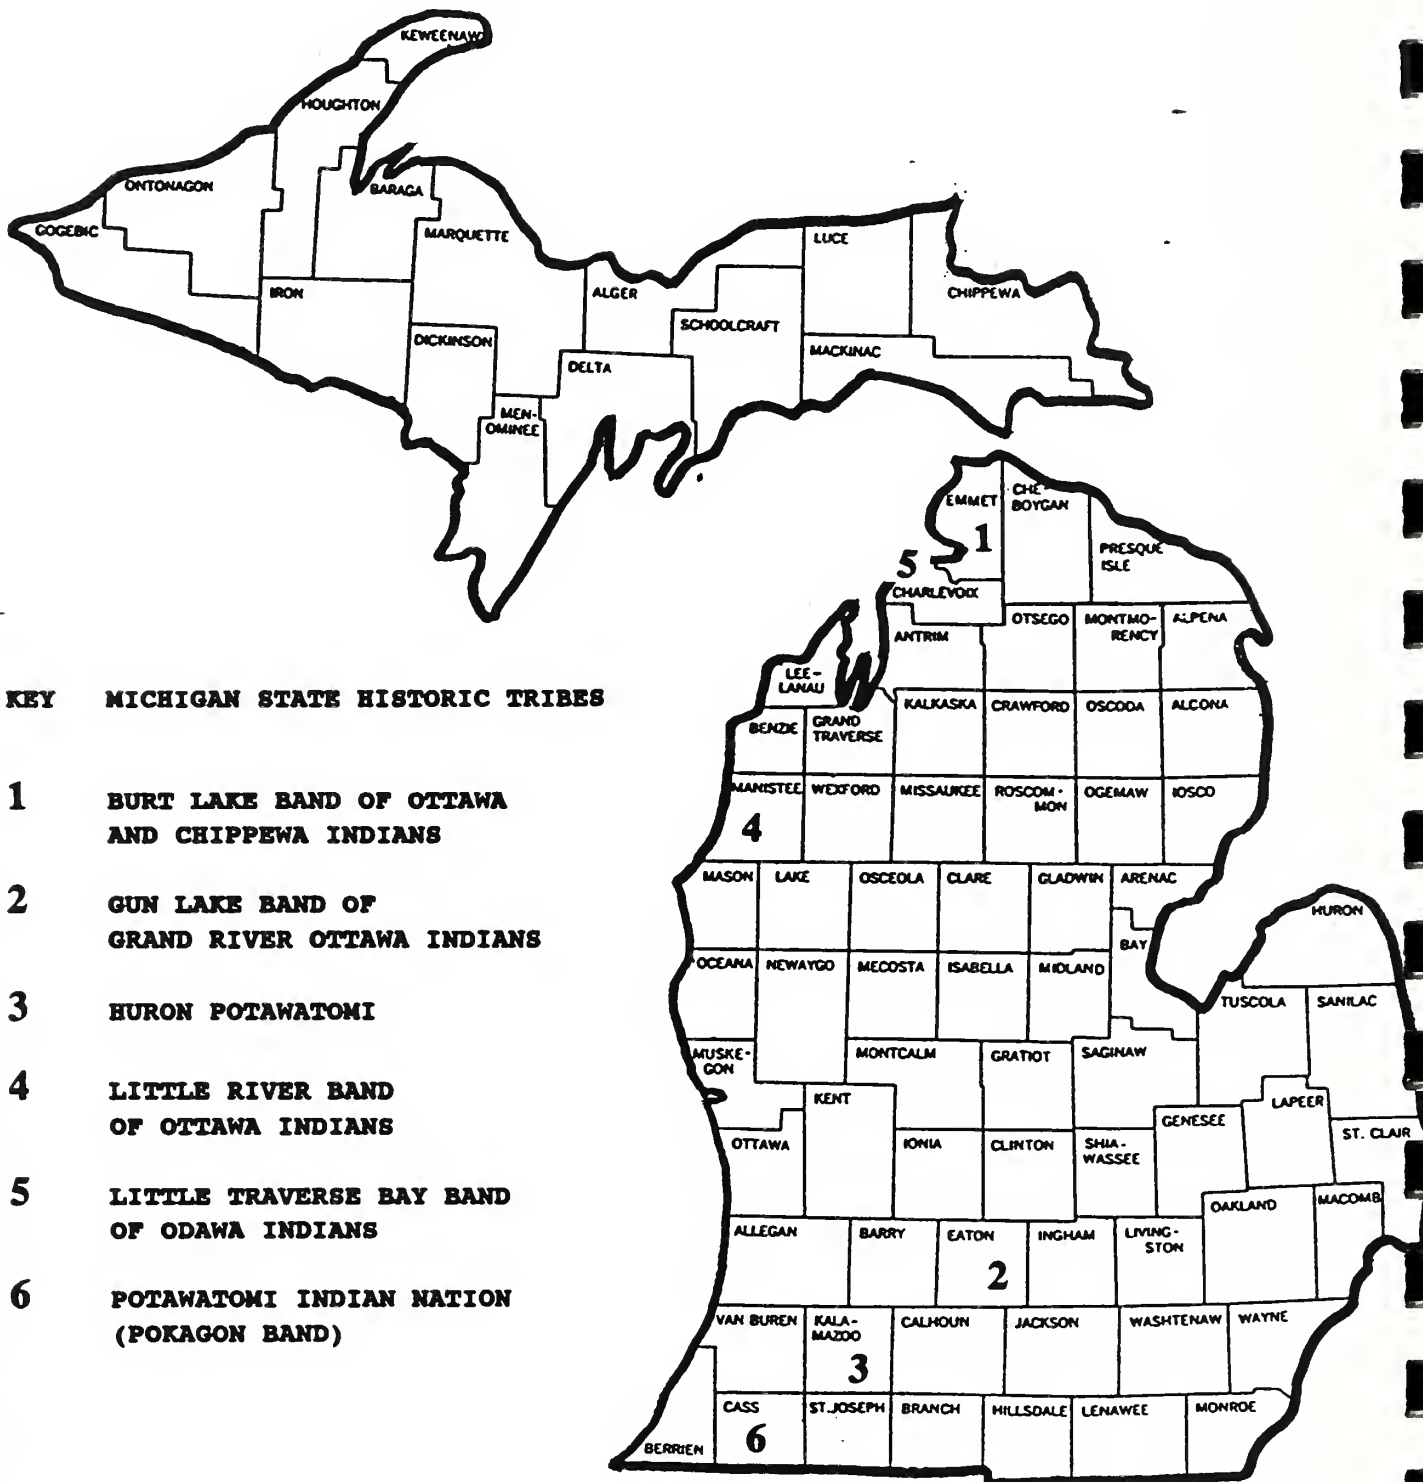 KEWEENAW
HOUGHTON
ONTONAGON
BARAGA
GOGEBIC
MARQUETTE
LUCE
IRON
ALGER
CHIPPEWA
SCHOOLCRAFT
DICKINSON
MACKINAC
DELTA
MEN-
OMINEE
EMMET
CHE-
BOYGAN
1
PRESQUE
ISLE
5
CHARLEVOIX
ANTRIM
OTSEGO
MONTMO-
RENCY
ALPENA
LEE-
LANAU
KALKASKA
CRAWFORD
OSCODA
ALCONA
BENZIE
GRAND
TRAVERSE
MANISTEE
WEXFORD
MISSAUKEE
ROSCOM-
MON
OGEMAW
IOSCO
4
MASON
LAKE
OSCEOLA
CLARE
GLADWIN
ARENAC
HURON
BAY
OCEANA
NEWAYGO
MECOSTA
ISABELLA
MIDLAND
TUSCOLA
SANILAC
MUSKE-
GON
MONTCALM
GRATIOT
SAGINAW
KENT
LAPEER
GENESEE
ST. CLAIR
OTTAWA
IONIA
CLINTON
SHIA-
WASSEE
OAKLAND
MACOMB
ALLEGAN
BARRY
EATON
INGHAM
LIVING-
STON
2
VAN BUREN
KALA-
MAZOO
CALHOUN
JACKSON
WASHTENAW
WAYNE
3
CASS
ST. JOSEPH
BRANCH
HILLSDALE
LENAWEE
MONROE
6
BERRIEN
KEY MICHIGAN STATE HISTORIC TRIBES
1 BURT LAKE BAND OF OTTAWA
AND CHIPPEWA INDIANS
2 GUN LAKE BAND OF
GRAND RIVER OTTAWA INDIANS
3 HURON POTAWATOMI
4 LITTLE RIVER BAND
OF OTTAWA INDIANS
5 LITTLE TRAVERSE BAY BAND
OF ODAWA INDIANS
6 POTAWATOMI INDIAN NATION
(POKAGON BAND)